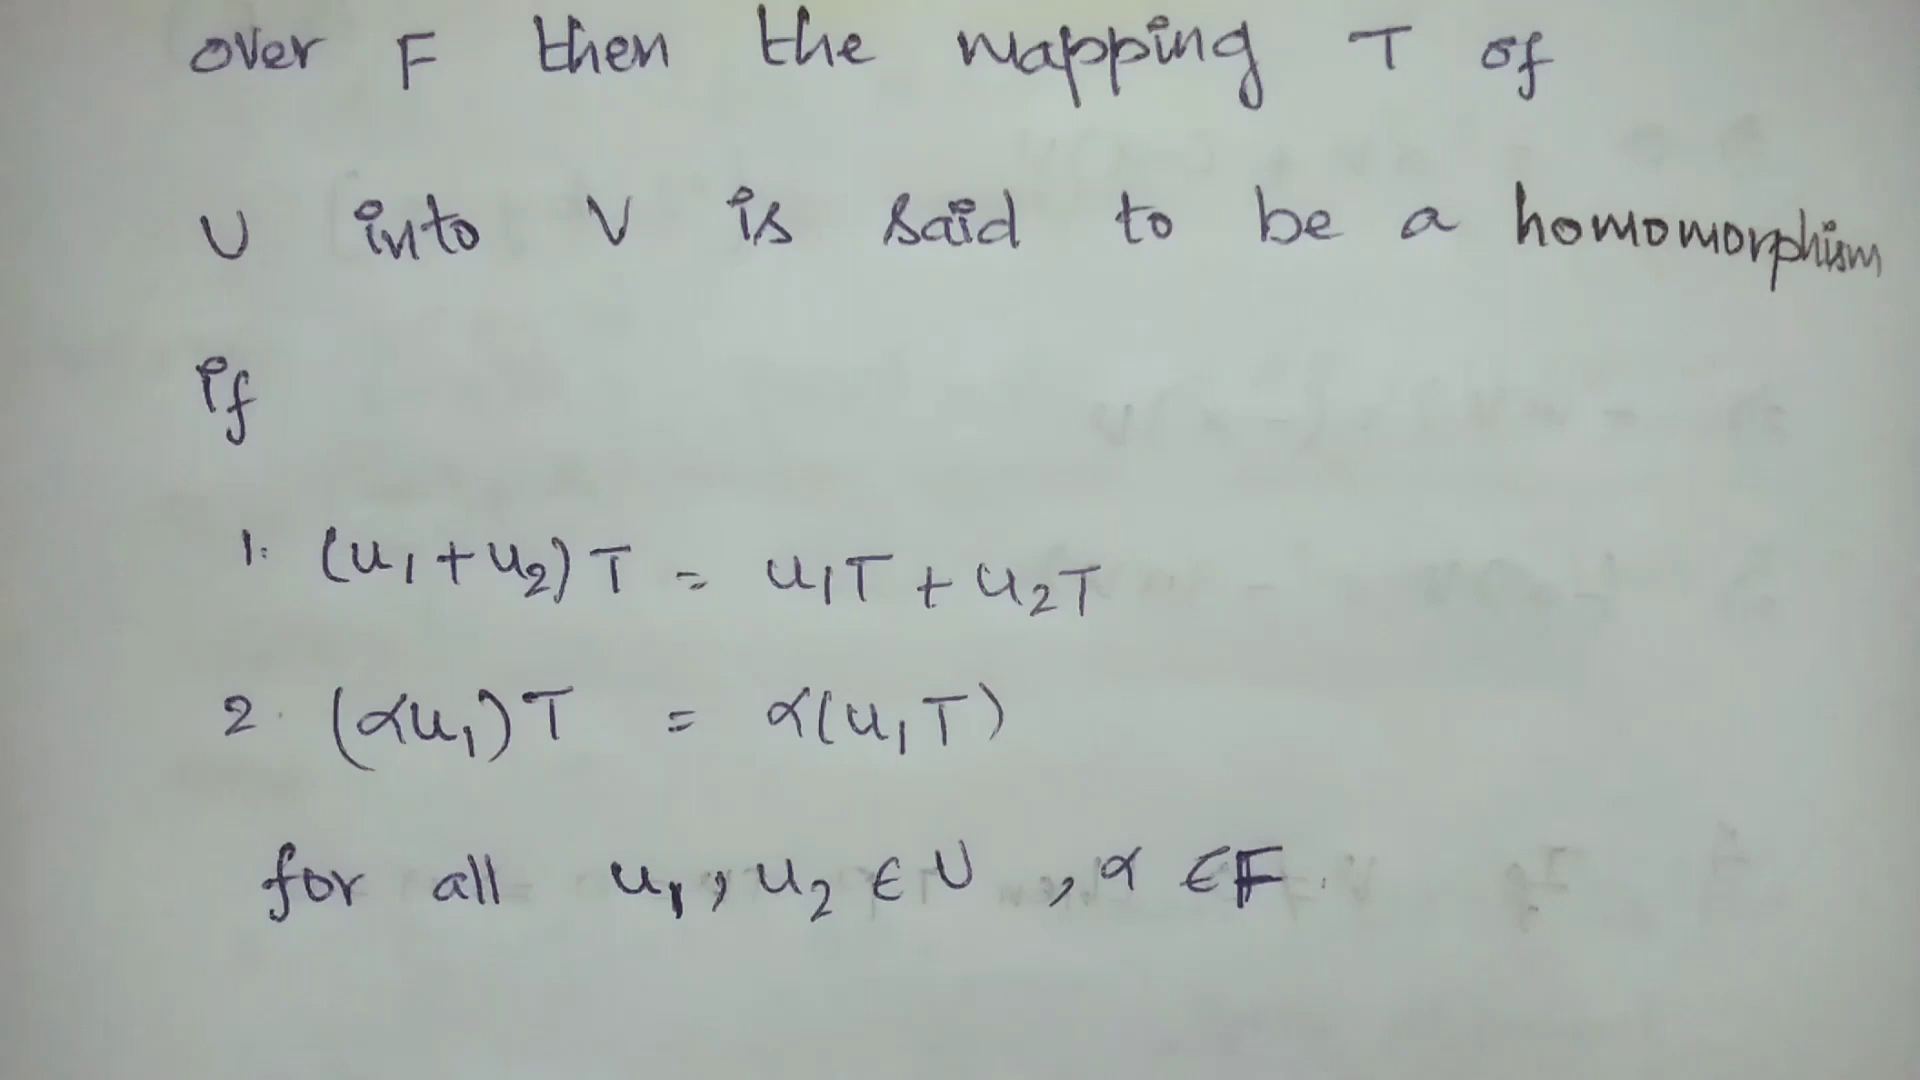 over F then the mapping T of
U into V is said to be a homomorphism
if
1. (u₁+u₂)T = u₁T + u₂T
2. (αu₁)T = α(u₁T)
for all u₁, u₂ ∈ U, α ∈ F.